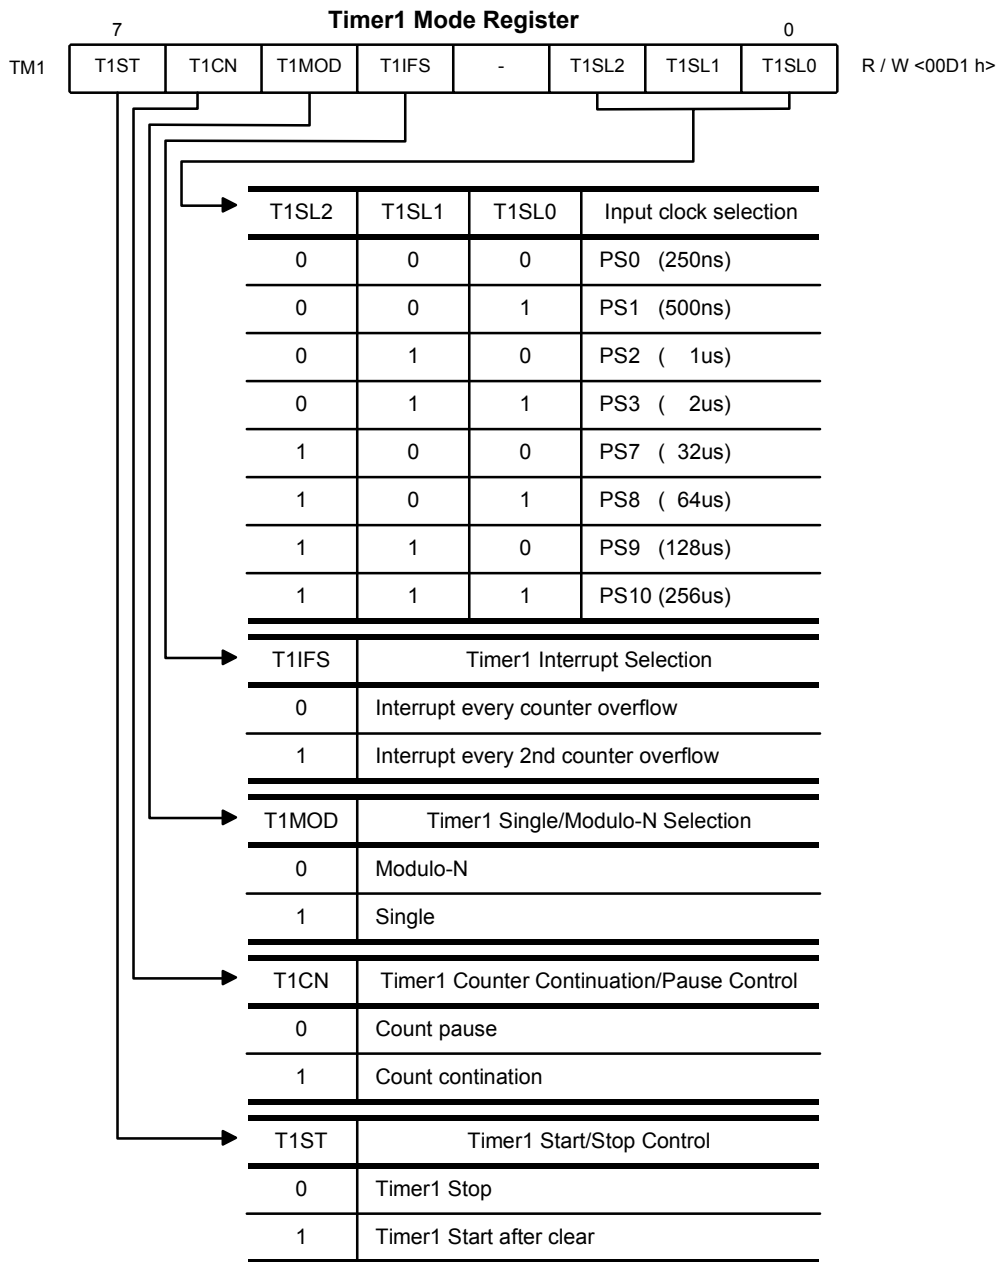 Timer1 Mode Register
7 0
TM1 T1ST T1CN T1MOD T1IFS - T1SL2 T1SL1 T1SL0 R / W <00D1 h>
T1SL2 T1SL1 T1SL0 Input clock selection
0 0 0 PS0 (250ns)
0 0 1 PS1 (500ns)
0 1 0 PS2 ( 1us)
0 1 1 PS3 ( 2us)
1 0 0 PS7 ( 32us)
1 0 1 PS8 ( 64us)
1 1 0 PS9 (128us)
1 1 1 PS10 (256us)
T1IFS Timer1 Interrupt Selection
0 Interrupt every counter overflow
1 Interrupt every 2nd counter overflow
T1MOD Timer1 Single/Modulo-N Selection
0 Modulo-N
1 Single
T1CN Timer1 Counter Continuation/Pause Control
0 Count pause
1 Count contination
T1ST Timer1 Start/Stop Control
0 Timer1 Stop
1 Timer1 Start after clear